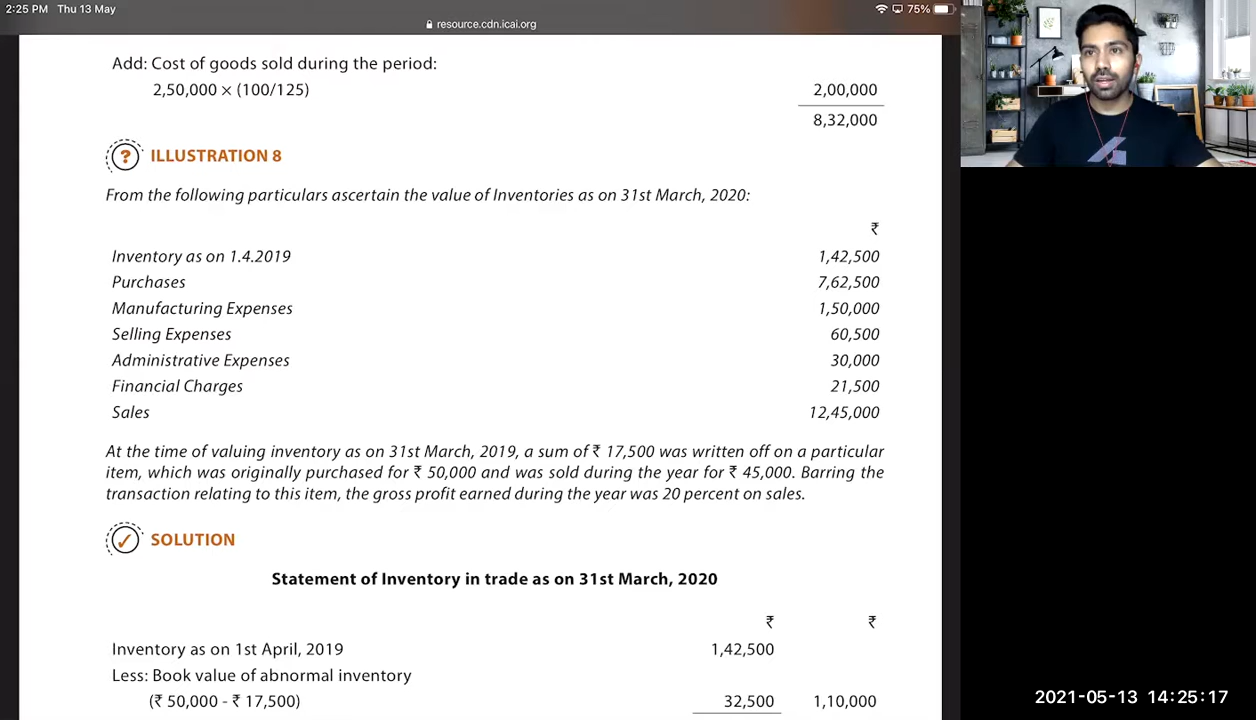 2:25 PM Thu 13 May
75%
resource.cdn.icai.org
Add: Cost of goods sold during the period:
2,50,000 × (100/125) 2,00,000
8,32,000
? ILLUSTRATION 8
From the following particulars ascertain the value of Inventories as on 31st March, 2020:
₹
Inventory as on 1.4.2019 1,42,500
Purchases 7,62,500
Manufacturing Expenses 1,50,000
Selling Expenses 60,500
Administrative Expenses 30,000
Financial Charges 21,500
Sales 12,45,000
At the time of valuing inventory as on 31st March, 2019, a sum of ₹ 17,500 was written off on a particular
item, which was originally purchased for ₹ 50,000 and was sold during the year for ₹ 45,000. Barring the
transaction relating to this item, the gross profit earned during the year was 20 percent on sales.
SOLUTION
Statement of Inventory in trade as on 31st March, 2020
₹ ₹
Inventory as on 1st April, 2019 1,42,500
Less: Book value of abnormal inventory
(₹ 50,000 - ₹ 17,500) 32,500 1,10,000
2021-05-13 14:25:17